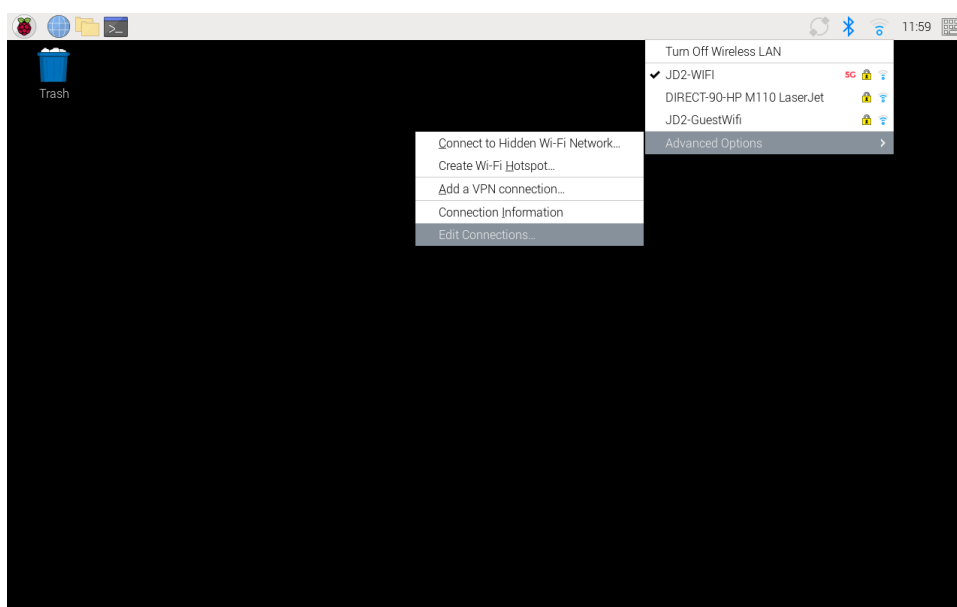 >_
11:59
Trash
Turn Off Wireless LAN
JD2-WIFI 5G
DIRECT-90-HP M110 LaserJet
JD2-GuestWifi
Advanced Options
Connect to Hidden Wi-Fi Network...
Create Wi-Fi Hotspot...
Add a VPN connection...
Connection Information
Edit Connections...